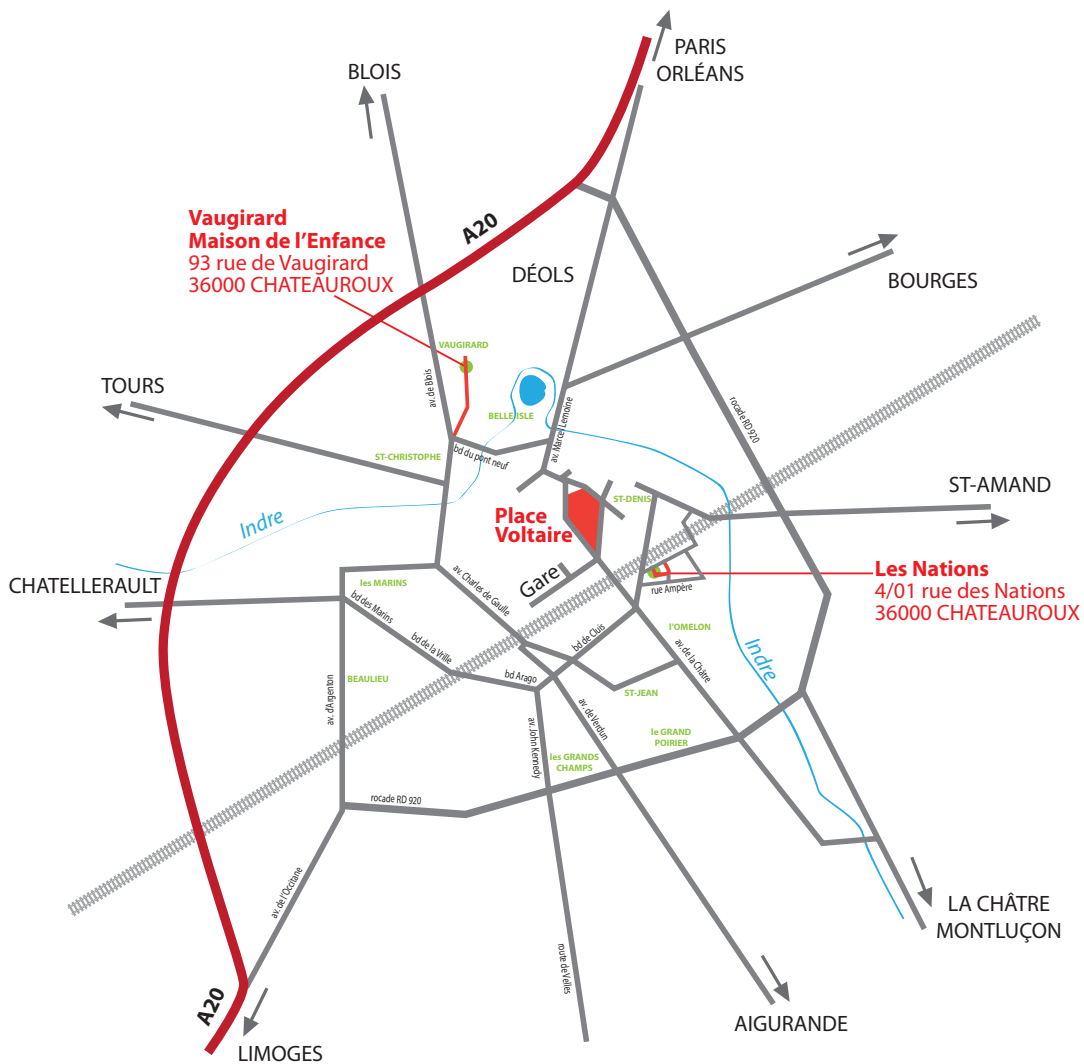 PARIS
ORLÉANS
BLOIS
A20
Vaugirard
Maison de l'Enfance
93 rue de Vaugirard
36000 CHATEAUROUX
DÉOLS
BOURGES
VAUGIRARD
TOURS
av. de Blois
BELLE-ISLE
av. Marcel Lemoine
rocade RD 920
ST-CHRISTOPHE
bd du pont neuf
ST-DENIS
ST-AMAND
Indre
Place
Voltaire
CHATELLERAULT
les MARINS
av. Charles de Gaulle
Gare
rue Ampère
Les Nations
4/01 rue des Nations
36000 CHATEAUROUX
bd des Marins
bd de la Vrille
bd de Cluis
l'OMELON
av. de la Châtre
Indre
BEAULIEU
bd Arago
ST-JEAN
av. d'Argenton
av. John Kennedy
av. de Verdun
le GRAND
POIRIER
les GRANDS
CHAMPS
rocade RD 920
av. de l'Occitane
route de Velles
LA CHÂTRE
MONTLUÇON
A20
AIGURANDE
LIMOGES